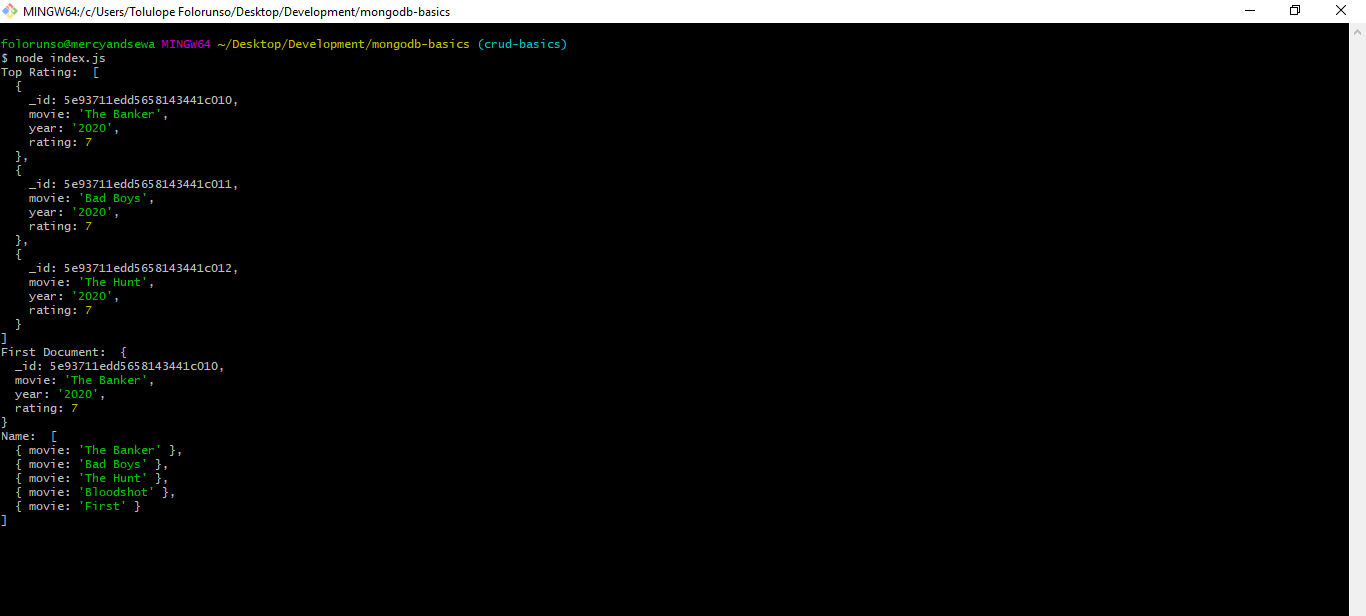 MINGW64:/c/Users/Tolulope Folorunso/Desktop/Development/mongodb-basics
folorunso@mercyandsewa MINGW64 ~/Desktop/Development/mongodb-basics (crud-basics)
$ node index.js
Top Rating:  [
  {
    _id: 5e93711edd5658143441c010,
    movie: 'The Banker',
    year: '2020',
    rating: 7
  },
  {
    _id: 5e93711edd5658143441c011,
    movie: 'Bad Boys',
    year: '2020',
    rating: 7
  },
  {
    _id: 5e93711edd5658143441c012,
    movie: 'The Hunt',
    year: '2020',
    rating: 7
  }
]
First Document:  {
  _id: 5e93711edd5658143441c010,
  movie: 'The Banker',
  year: '2020',
  rating: 7
}
Name:  [
  { movie: 'The Banker' },
  { movie: 'Bad Boys' },
  { movie: 'The Hunt' },
  { movie: 'Bloodshot' },
  { movie: 'First' }
]